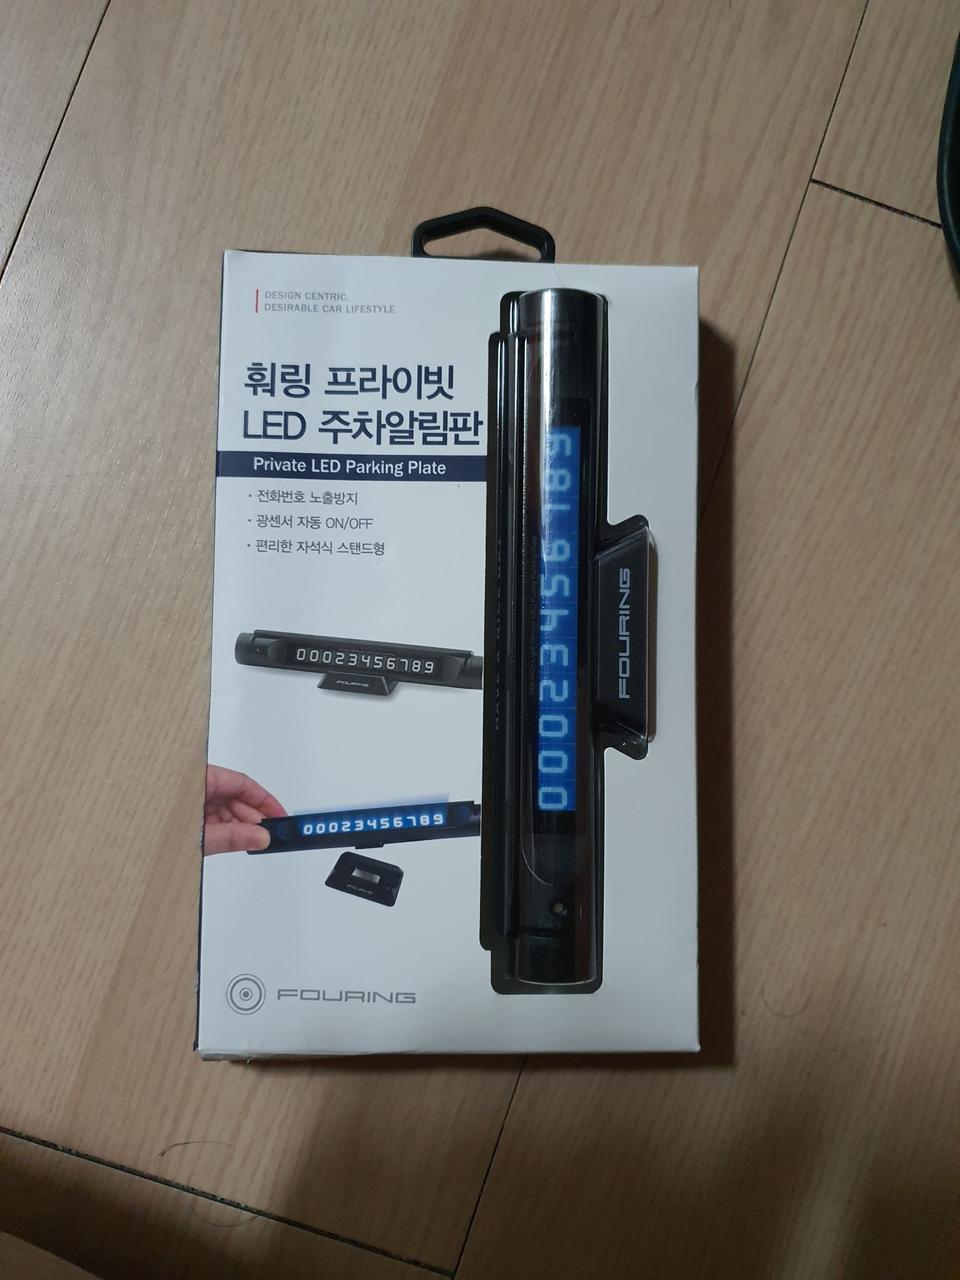 DESIGN CENTRIC,
DESIRABLE CAR LIFESTYLE
훠링 프라이빗
LED 주차알림판
Private LED Parking Plate
· 전화번호 노출방지
· 광센서 자동 ON/OFF
· 편리한 자석식 스탠드형
00023456789
FOURING
00023456789
FOURING
FOURING
00023456789
FOURING